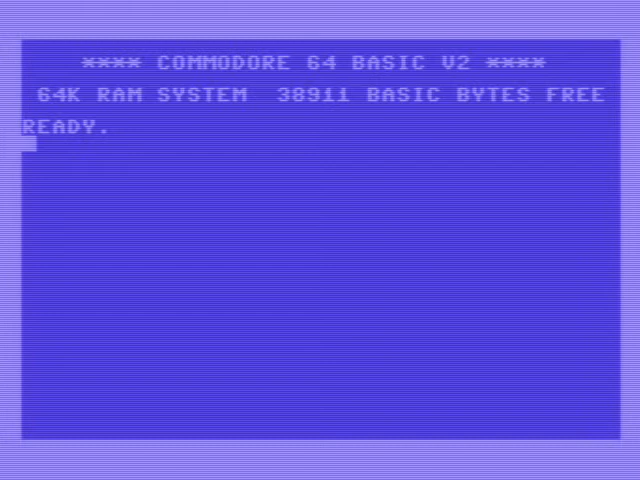 **** COMMODORE 64 BASIC V2 ****
64K RAM SYSTEM  38911 BASIC BYTES FREE
READY.